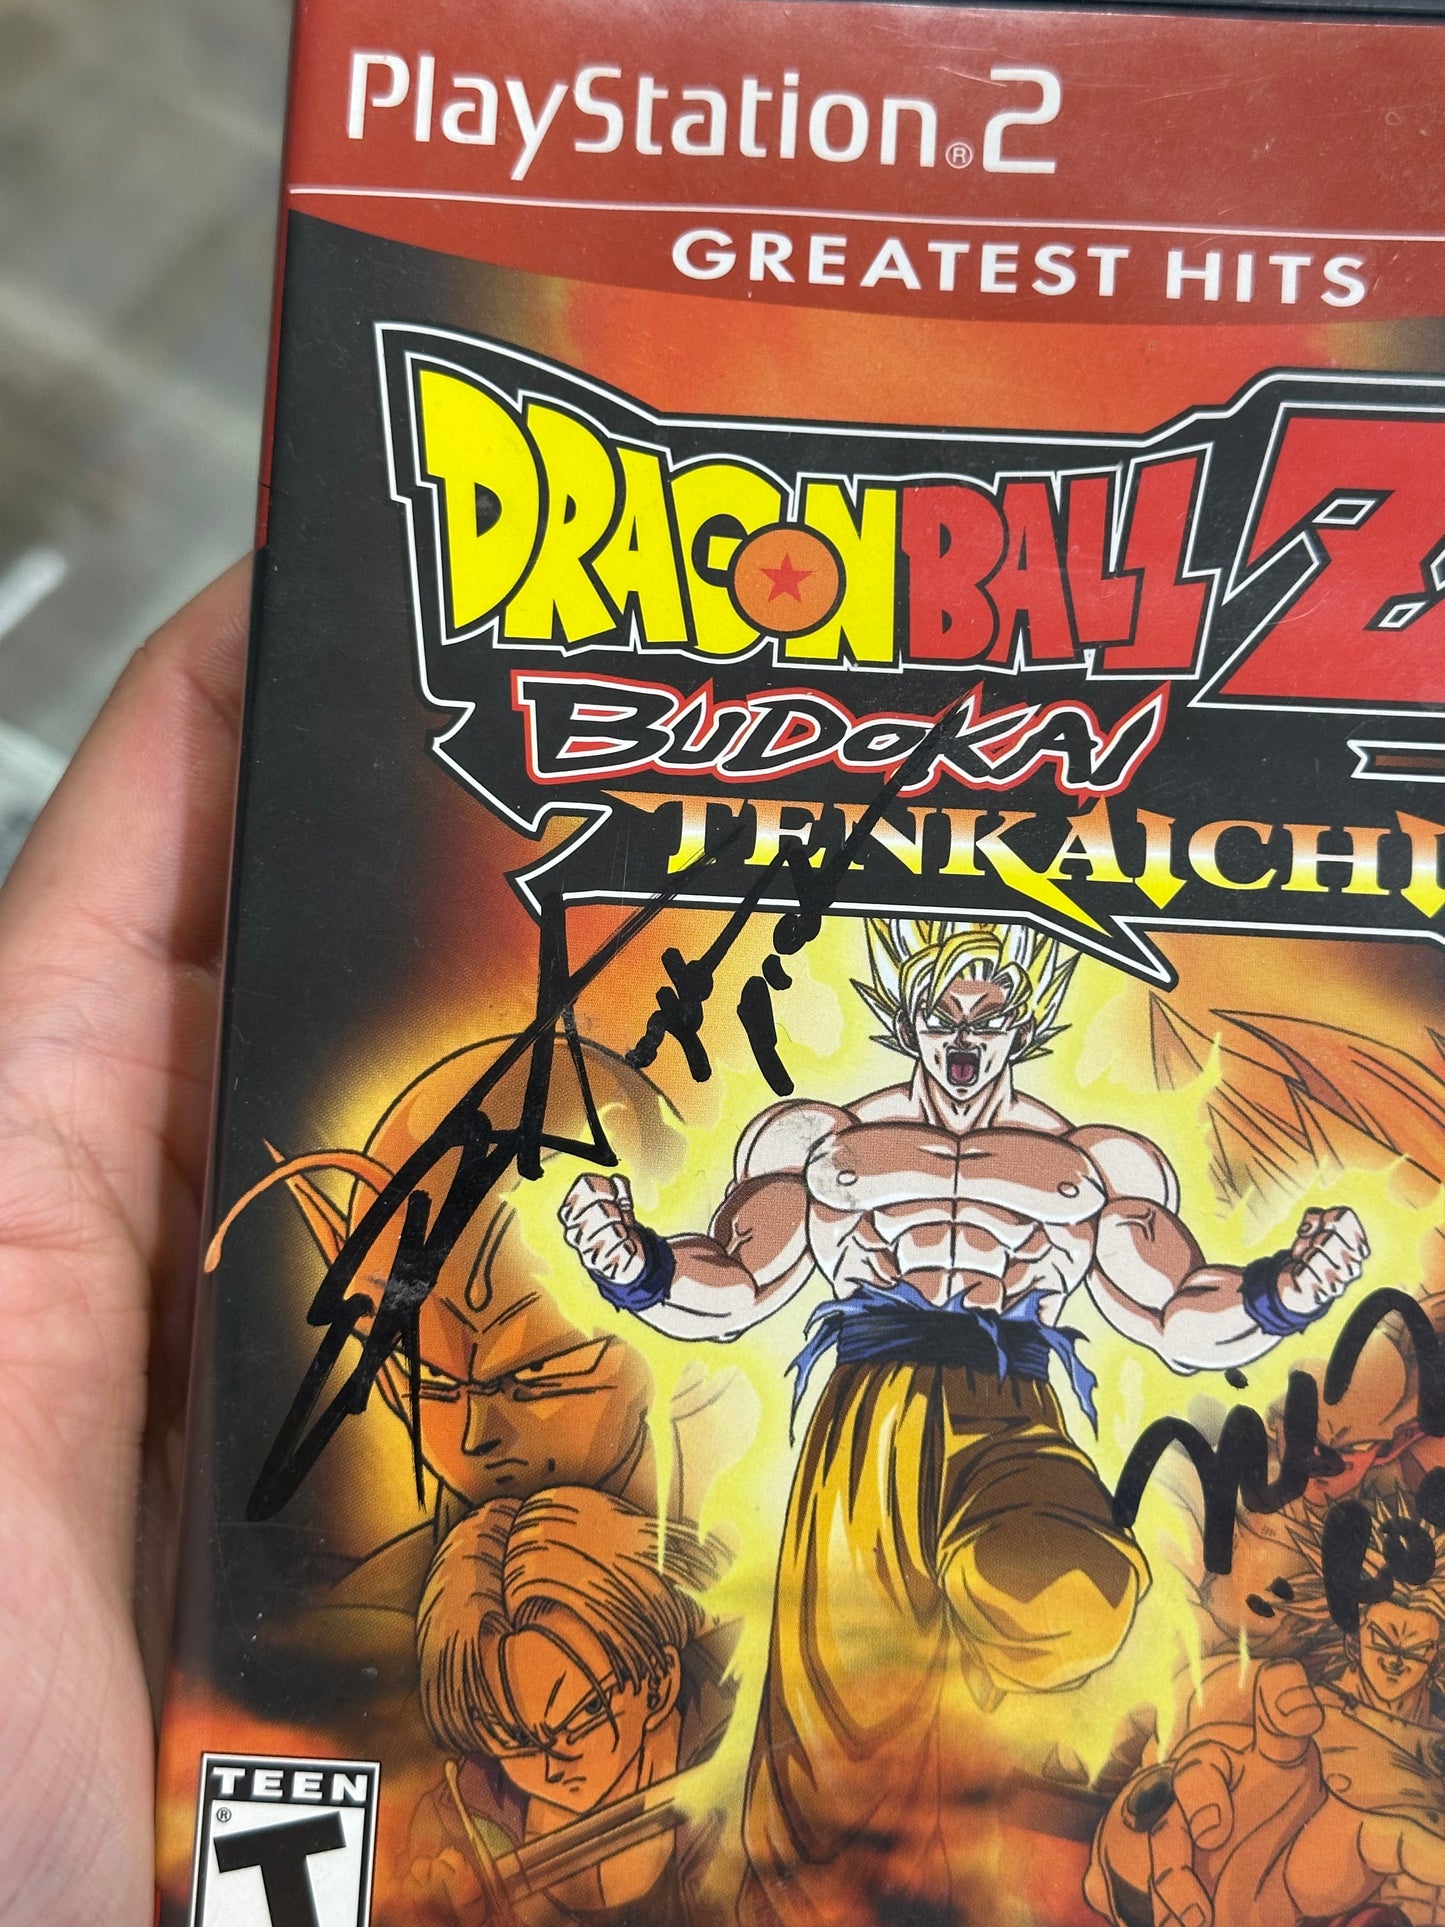 PlayStation®2
GREATEST HITS
DRAGONBALL Z
BUDOKAI
TENKAICHI
TEEN
®
T